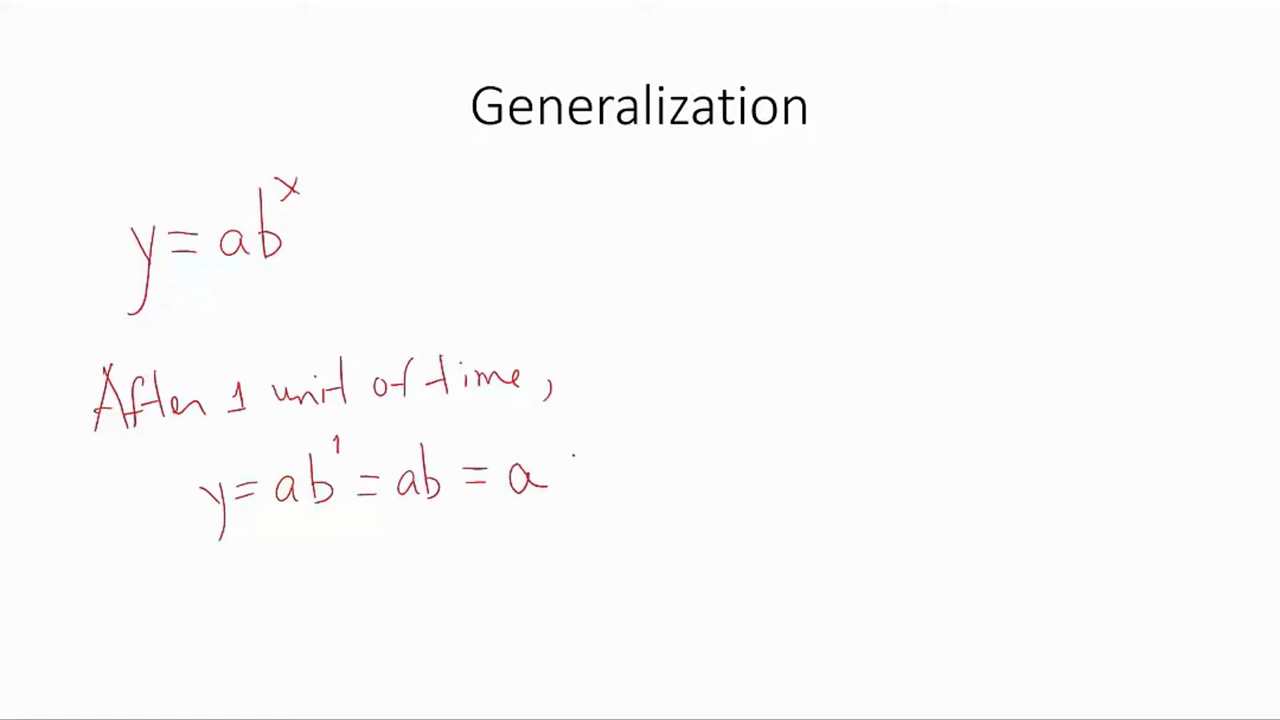 Generalization
y = ab^x
After 1 unit of time,
y = ab^1 = ab = a